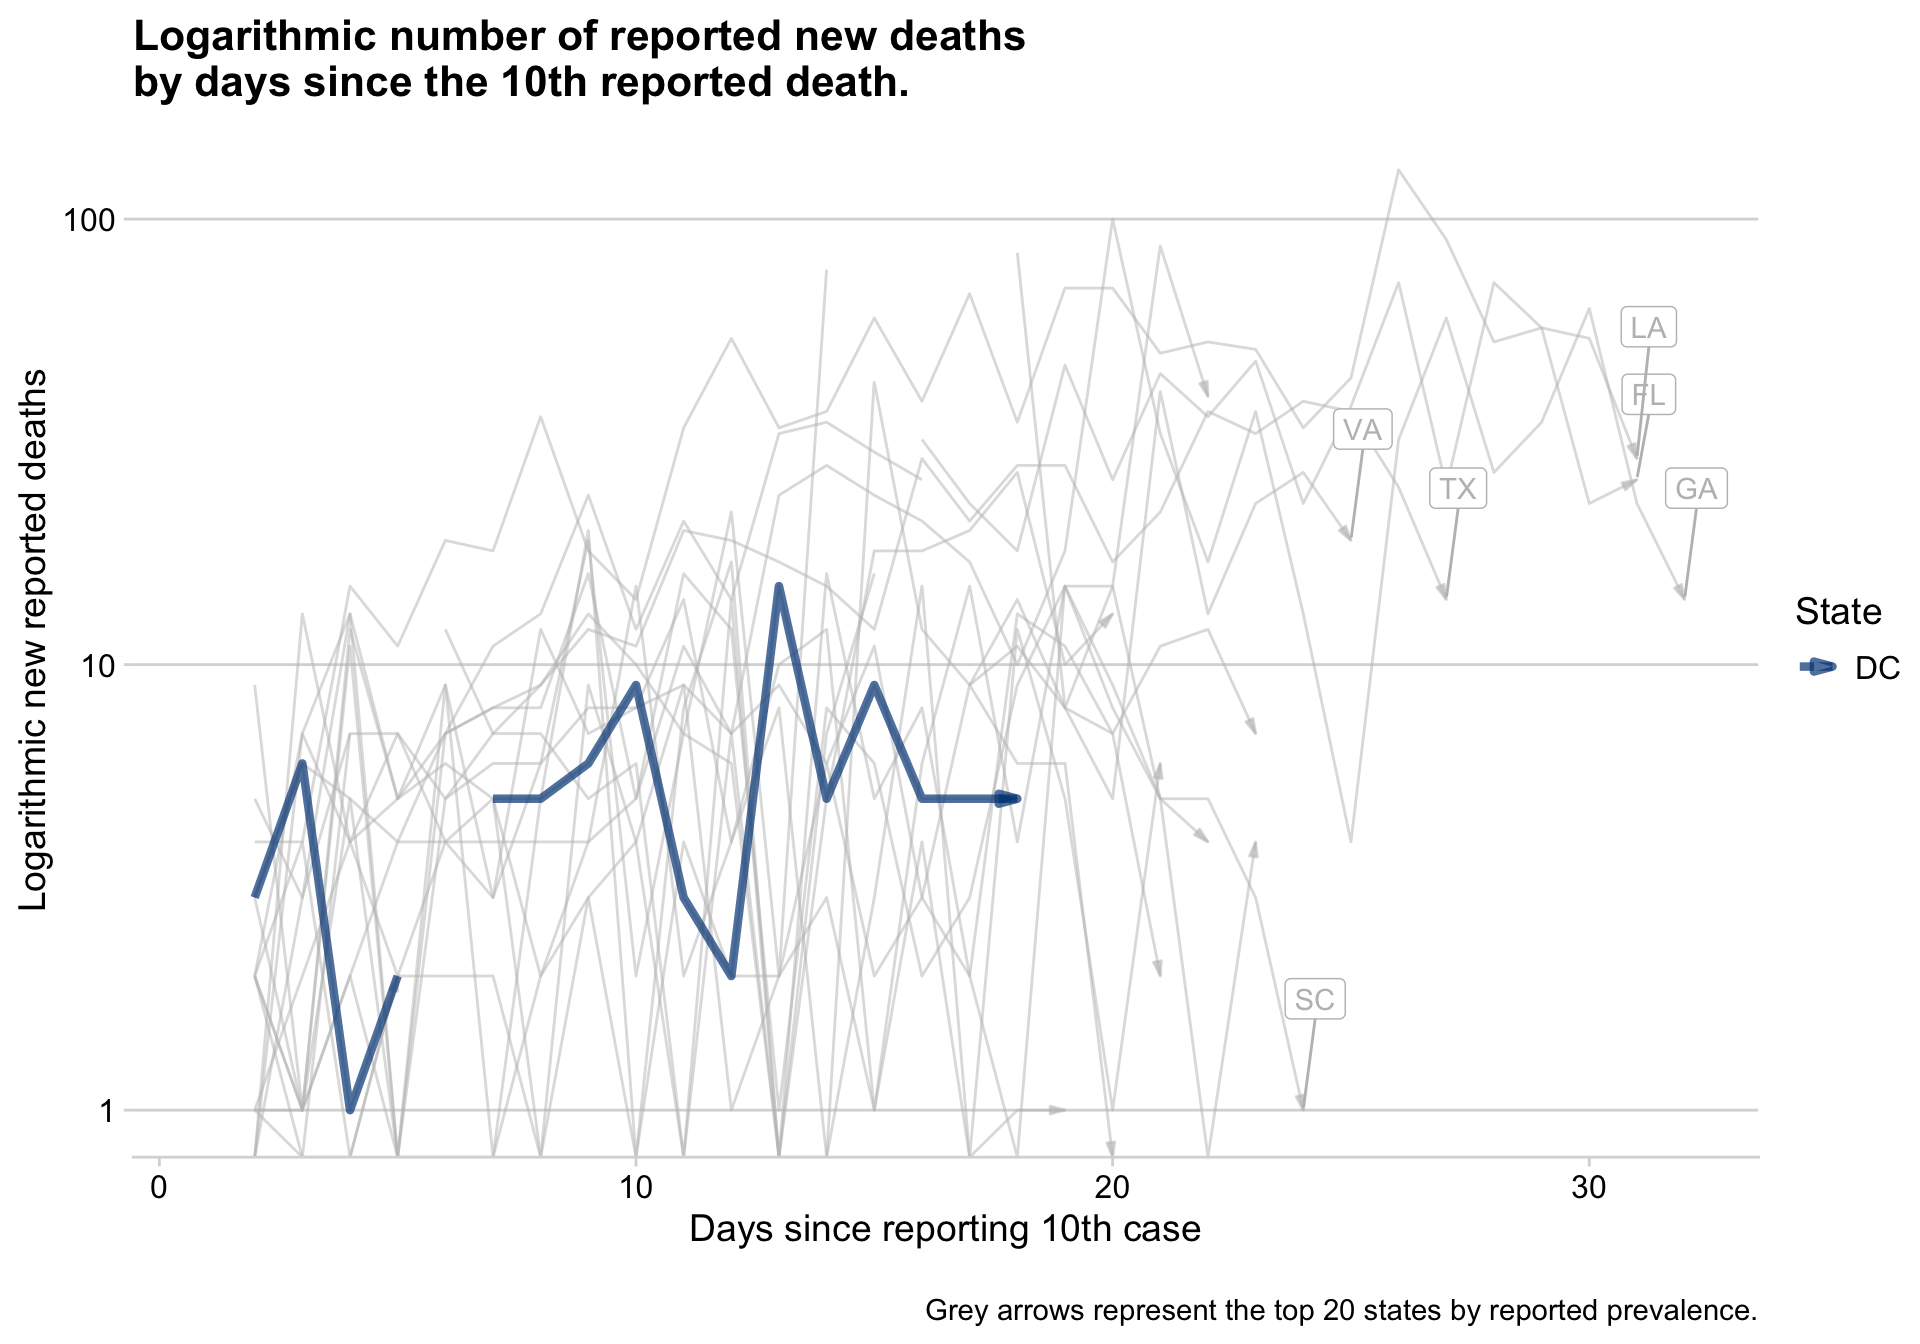 Logarithmic number of reported new deaths
by days since the 10th reported death.
Logarithmic new reported deaths
100
10
1
LA
FL
VA
TX
GA
SC
State
DC
0
10
20
30
Days since reporting 10th case
Grey arrows represent the top 20 states by reported prevalence.